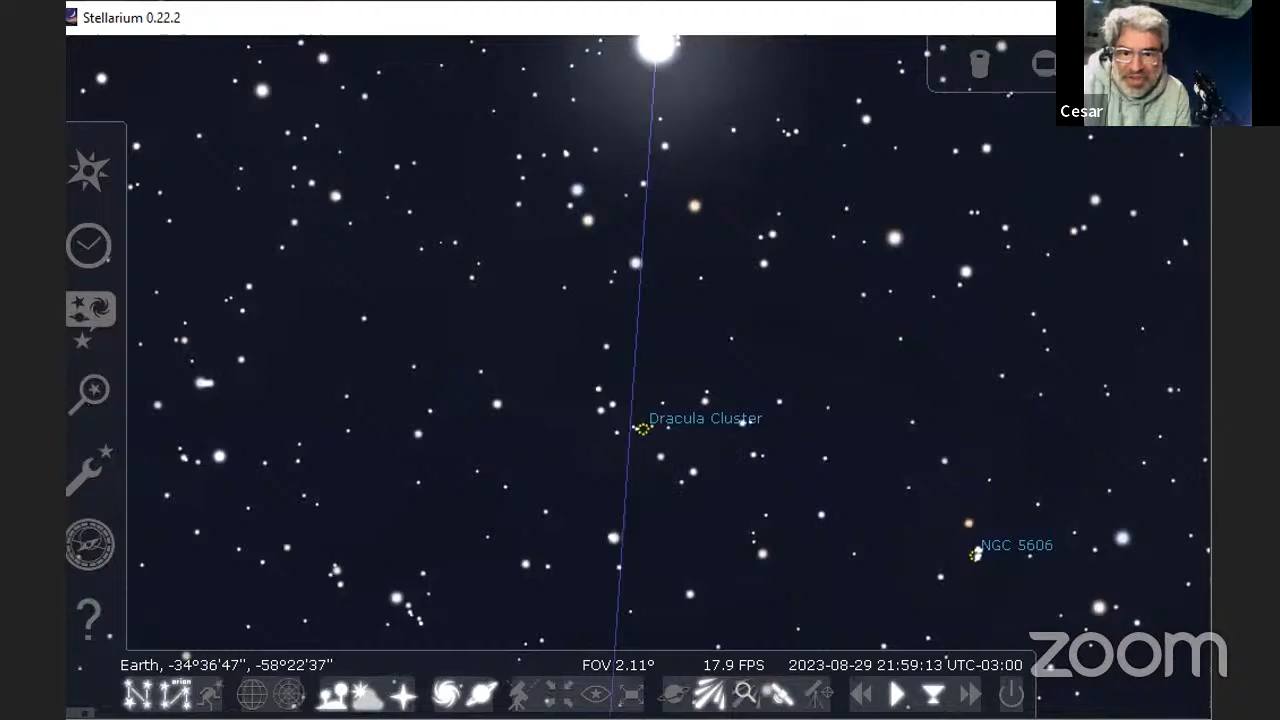 Stellarium 0.22.2
Cesar
Dracula Cluster
NGC 5606
zoom
Earth, -34°36'47", -58°22'37"
FOV 2.11°
17.9 FPS
2023-08-29 21:59:13 UTC-03:00
orion